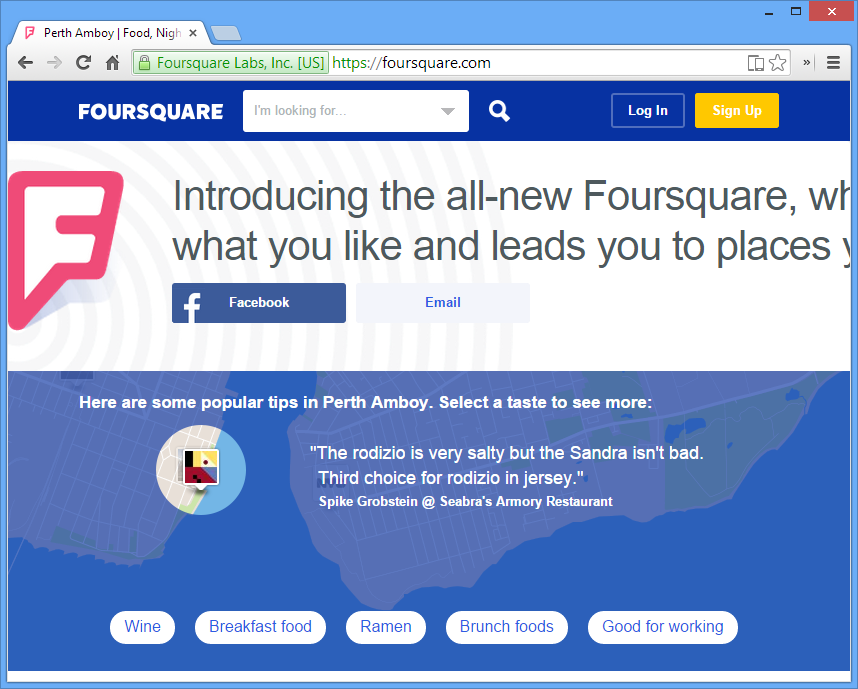 Perth Amboy | Food, Nigh
Foursquare Labs, Inc. [US] https://foursquare.com
FOURSQUARE
I'm looking for...
Log In
Sign Up
Introducing the all-new Foursquare, wh
what you like and leads you to places y
Facebook
Email
Here are some popular tips in Perth Amboy. Select a taste to see more:
"The rodizio is very salty but the Sandra isn't bad.
Third choice for rodizio in jersey."
Spike Grobstein @ Seabra's Armory Restaurant
Wine
Breakfast food
Ramen
Brunch foods
Good for working